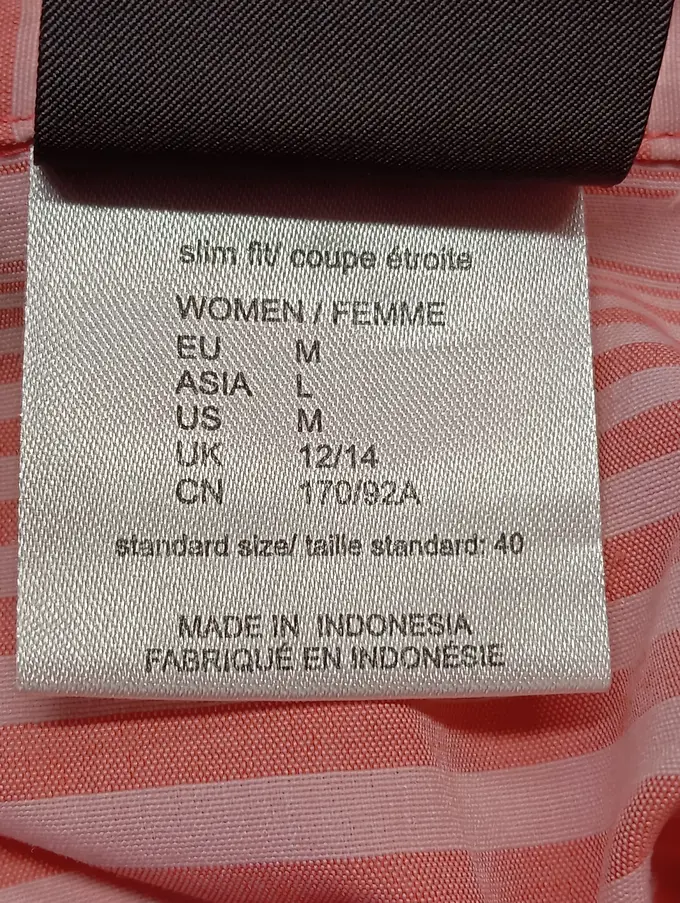 slim fit/ coupe étroite
WOMEN / FEMME
EU M
ASIA L
US M
UK 12/14
CN 170/92A
standard size/ taille standard: 40
MADE IN INDONESIA
FABRIQUÉ EN INDONÉSIE